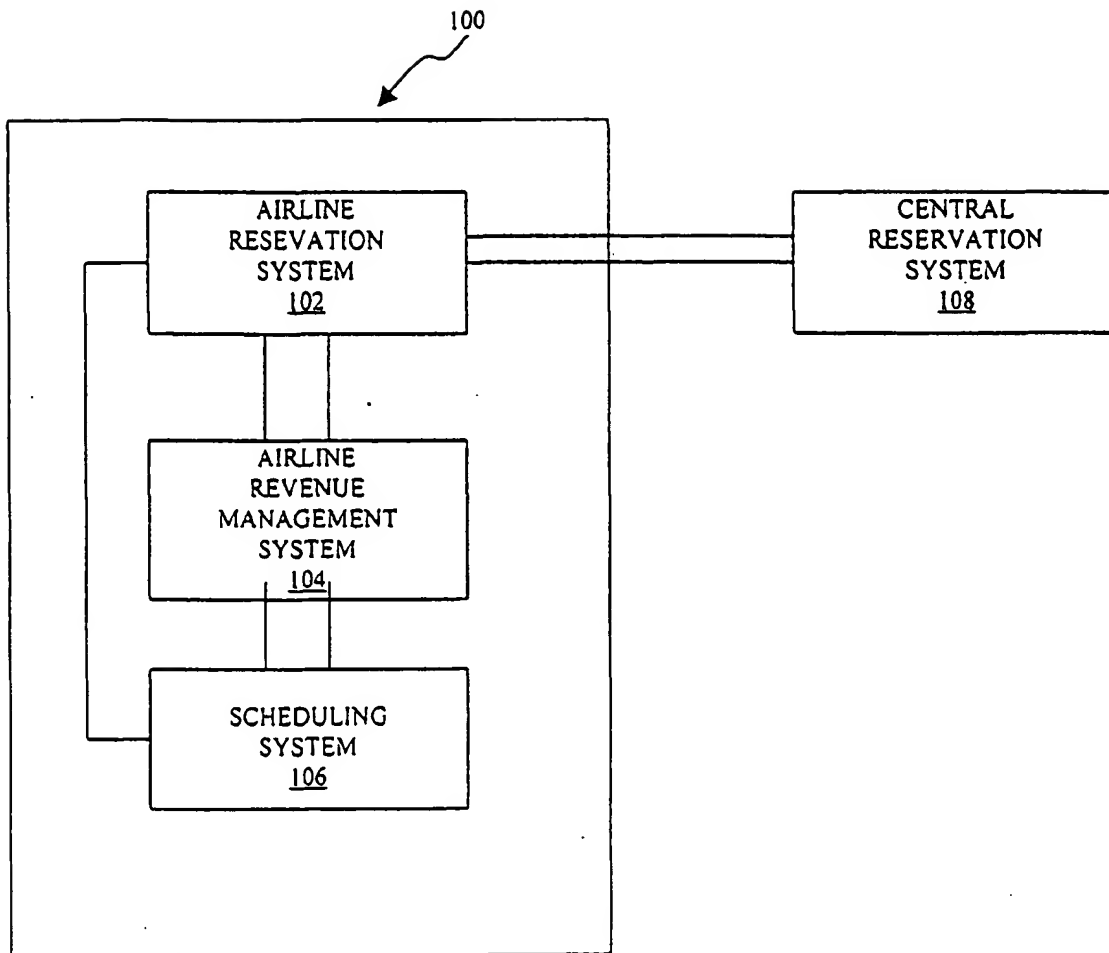 100
AIRLINE
RESEVATION
SYSTEM
102
CENTRAL
RESERVATION
SYSTEM
108
AIRLINE
REVENUE
MANAGEMENT
SYSTEM
104
SCHEDULING
SYSTEM
106